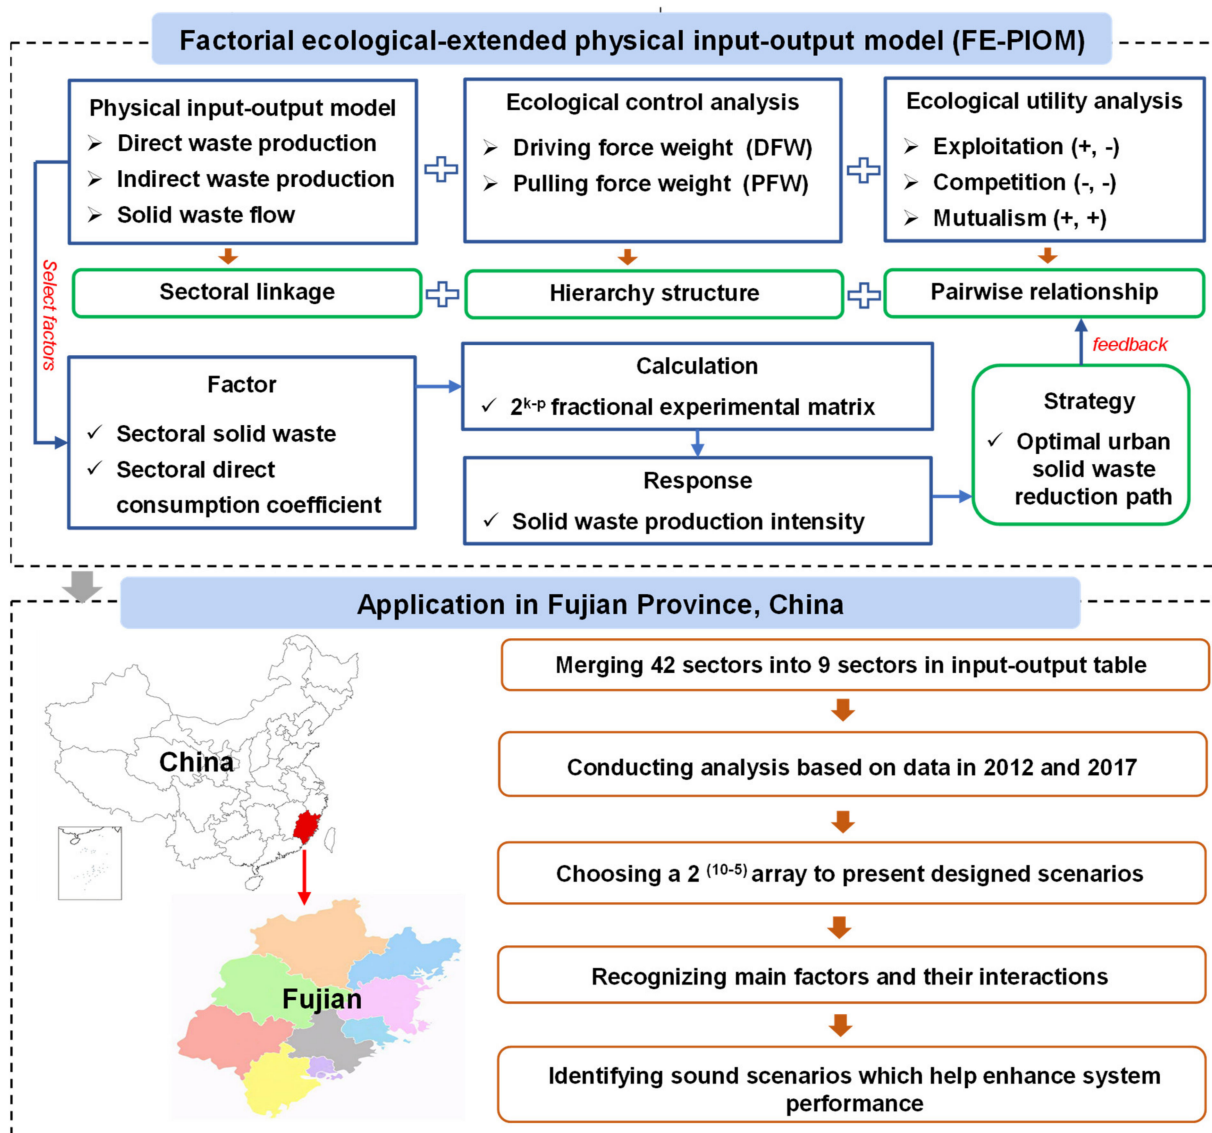 Factorial ecological-extended physical input-output model (FE-PIOM)
Physical input-output model
➢ Direct waste production
➢ Indirect waste production
➢ Solid waste flow
Ecological control analysis
➢ Driving force weight (DFW)
➢ Pulling force weight (PFW)
Ecological utility analysis
➢ Exploitation (+, -)
➢ Competition (-, -)
➢ Mutualism (+, +)
Sectoral linkage
Hierarchy structure
Pairwise relationship
Select factors
feedback
Factor
✓ Sectoral solid waste
✓ Sectoral direct
consumption coefficient
Calculation
✓ 2^k-p fractional experimental matrix
Response
✓ Solid waste production intensity
Strategy
✓ Optimal urban
solid waste
reduction path
Application in Fujian Province, China
China
Fujian
Merging 42 sectors into 9 sectors in input-output table
Conducting analysis based on data in 2012 and 2017
Choosing a 2 ^(10-5) array to present designed scenarios
Recognizing main factors and their interactions
Identifying sound scenarios which help enhance system
performance